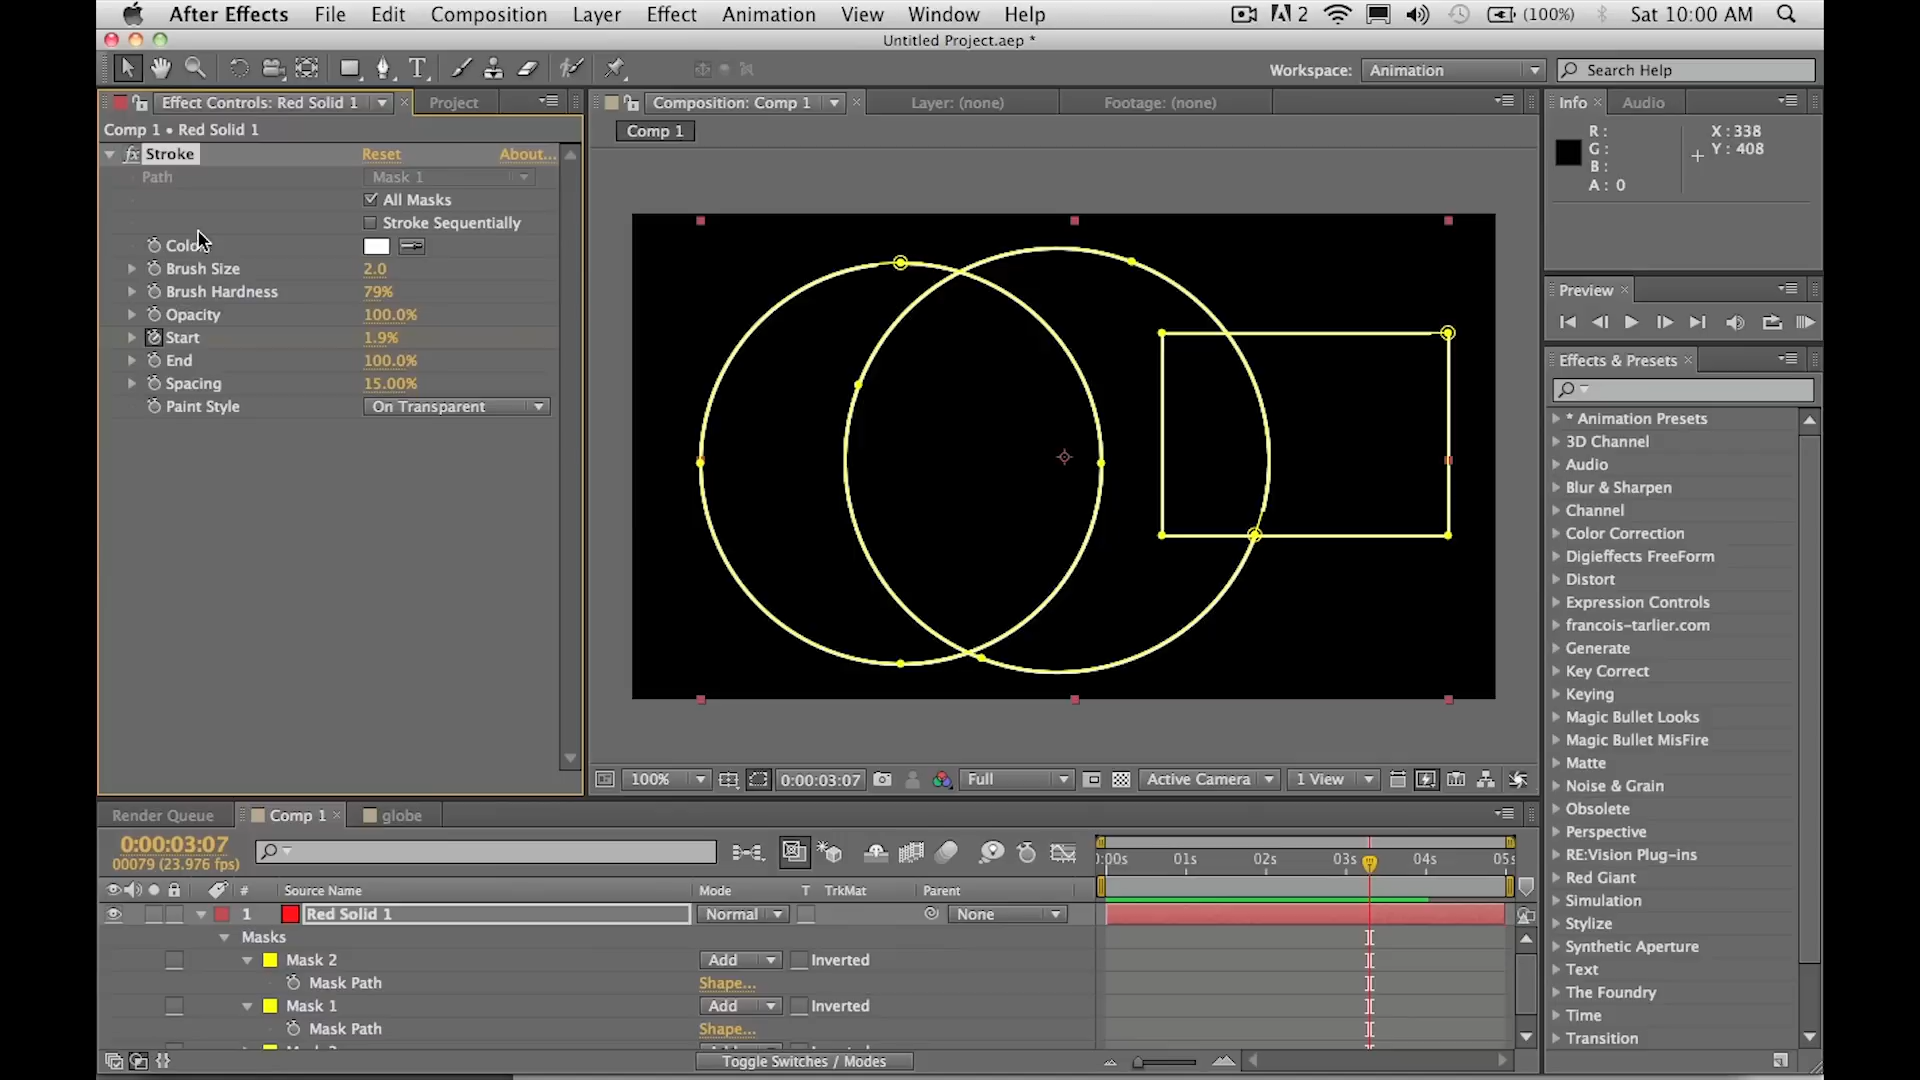 After Effects File Edit Composition Layer Effect Animation View Window Help 2 (100%) Sat 10:00 AM
Untitled Project.aep *
Workspace: Animation Search Help
Effect Controls: Red Solid 1 Project
Composition: Comp 1 Layer: (none) Footage: (none)
Info Audio
Comp 1 • Red Solid 1
Comp 1
R : X : 338
G : Y : 408
B :
A : 0
fx Stroke Reset About...
Path Mask 1
All Masks
Stroke Sequentially
Color
Brush Size 2.0
Brush Hardness 79%
Opacity 100.0%
Start 1.9%
End 100.0%
Spacing 15.00%
Paint Style On Transparent
Preview
Effects & Presets
* Animation Presets
3D Channel
Audio
Blur & Sharpen
Channel
Color Correction
Digieffects FreeForm
Distort
Expression Controls
francois-tarlier.com
Generate
Key Correct
Keying
Magic Bullet Looks
Magic Bullet MisFire
Matte
Noise & Grain
Obsolete
Perspective
RE:Vision Plug-ins
Red Giant
Simulation
Stylize
Synthetic Aperture
Text
The Foundry
Time
Transition
100% 0:00:03:07 Full Active Camera 1 View
Render Queue Comp 1 globe
0:00:03:07
00079 (23.976 fps)
:00s 01s 02s 03s 04s 05s
# Source Name Mode T TrkMat Parent
1 Red Solid 1 Normal None
Masks
Mask 2 Add Inverted
Mask Path Shape...
Mask 1 Add Inverted
Mask Path Shape...
Toggle Switches / Modes